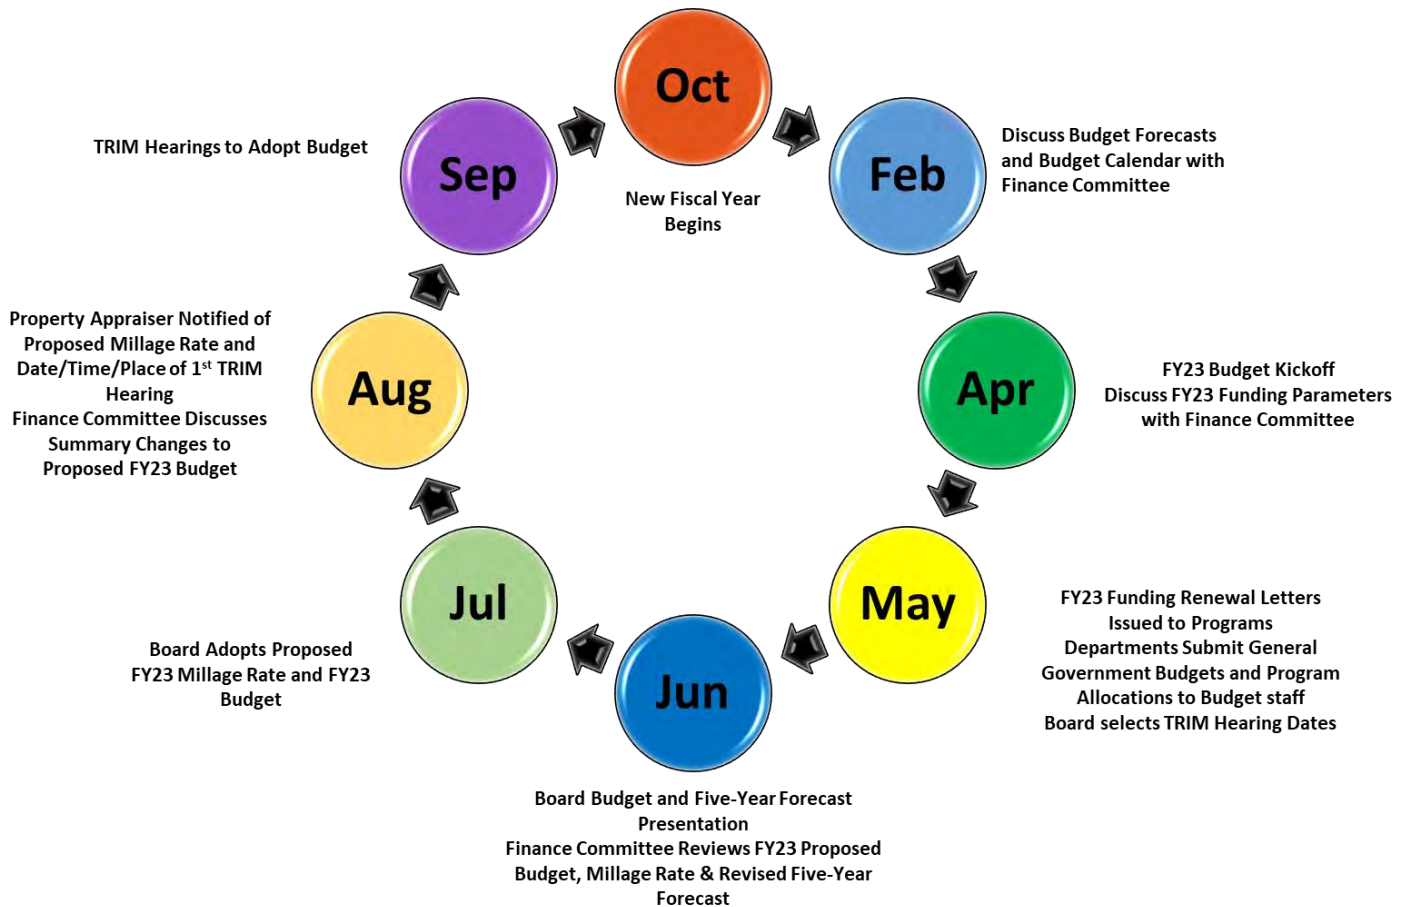 Oct
New Fiscal Year
Begins
Feb
Discuss Budget Forecasts
and Budget Calendar with
Finance Committee
Apr
FY23 Budget Kickoff
Discuss FY23 Funding Parameters
with Finance Committee
May
FY23 Funding Renewal Letters
Issued to Programs
Departments Submit General
Government Budgets and Program
Allocations to Budget staff
Board selects TRIM Hearing Dates
Jun
Board Budget and Five-Year Forecast
Presentation
Finance Committee Reviews FY23 Proposed
Budget, Millage Rate & Revised Five-Year
Forecast
Jul
Board Adopts Proposed
FY23 Millage Rate and FY23
Budget
Aug
Property Appraiser Notified of
Proposed Millage Rate and
Date/Time/Place of 1st TRIM
Hearing
Finance Committee Discusses
Summary Changes to
Proposed FY23 Budget
Sep
TRIM Hearings to Adopt Budget